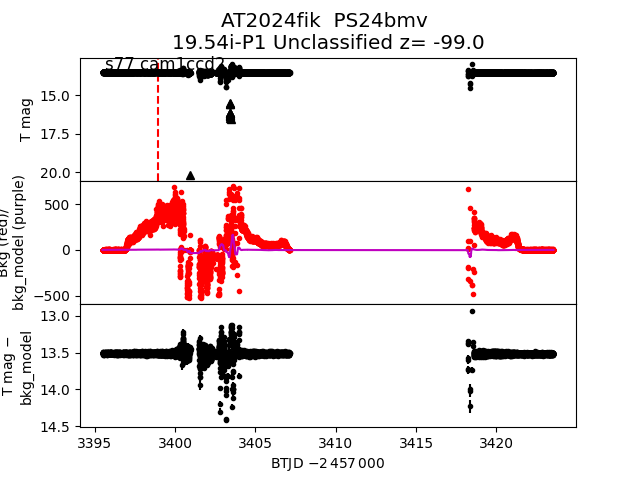 AT2024fik  PS24bmv
19.54i-P1 Unclassified z= -99.0
s77 cam1ccd2
T mag
15.0
17.5
20.0
Bkg (red)/
bkg_model (purple)
500
0
−500
T mag −
bkg_model
13.0
13.5
14.0
14.5
3395 3400 3405 3410 3415 3420
BTJD −2 457 000